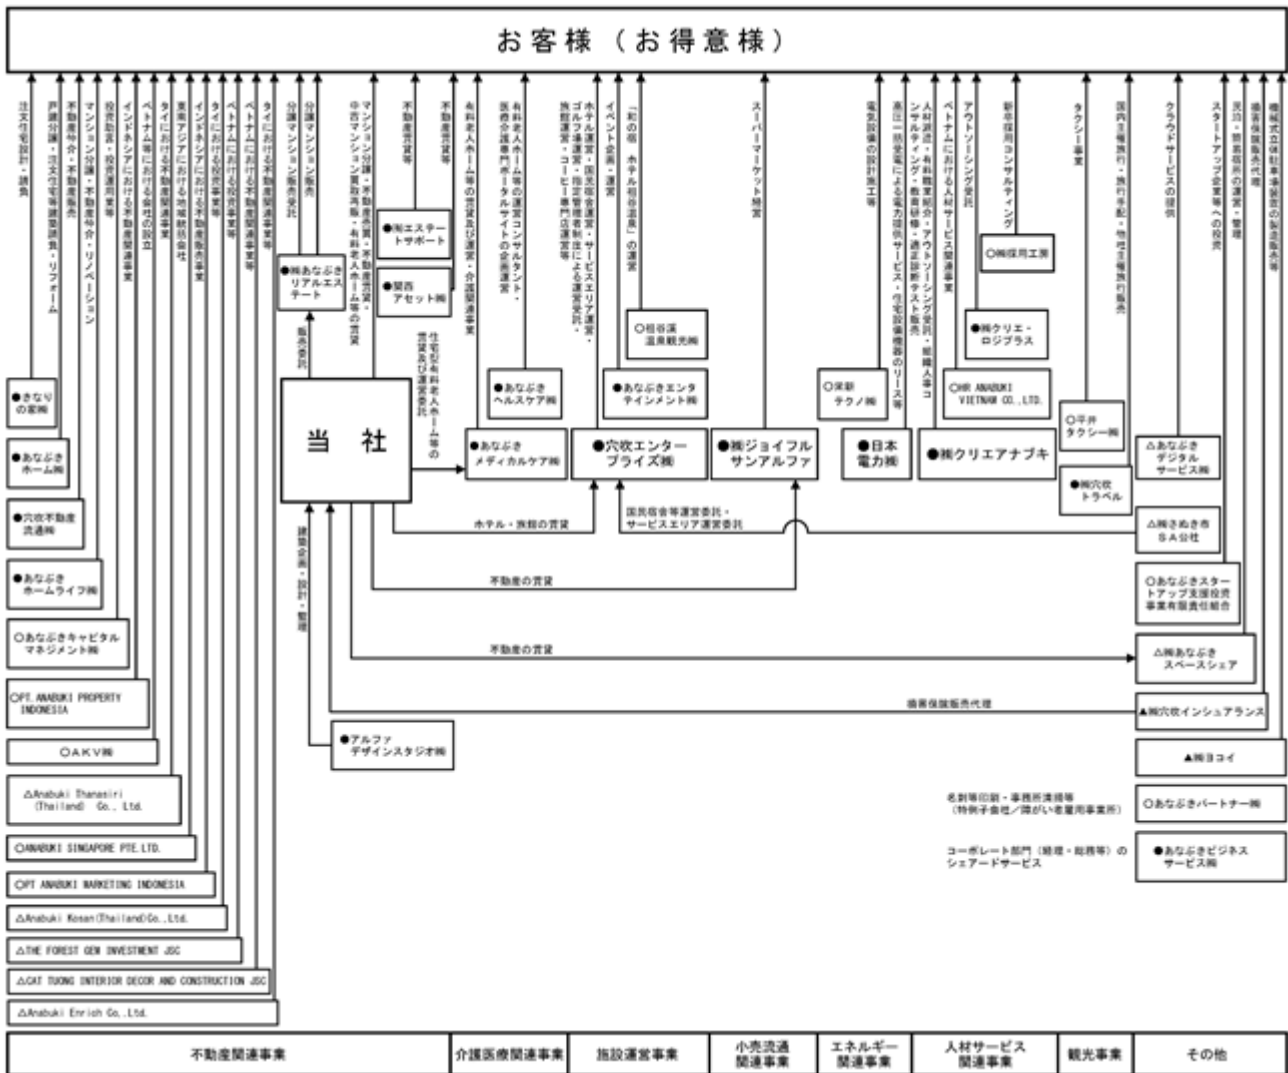 お客様（お得意様）
注文住宅設計・請負
戸建分譲・注文住宅等建築請負・リフォーム
不動産仲介・不動産販売
マンション分譲・不動産仲介・リノベーション
投資助言・投資運用業等
インドネシアにおける不動産関連事業
ベトナム等における会社の設立
タイにおける不動産関連事業
東南アジアにおける地域統括会社
インドネシアにおける不動産販売事業
タイにおける投資事業等
ベトナムにおける投資事業等
ベトナムにおける不動産関連事業等
タイにおける不動産関連事業等
分譲マンション販売受託
分譲マンション販売
マンション分譲・不動産売買・不動産賃貸・
中古マンション買取再販・有料老人ホーム等の賃貸
不動産賃貸等
不動産賃貸等
有料老人ホーム等の賃貸及び運営・介護関連事業
有料老人ホーム等の運営コンサルタント・
医療介護専門ポータルサイトの企画運営
ホテル運営・国民宿舎運営・サービスエリア運営・
ゴルフ場運営・指定管理者制度による運営受託・
旅館運営・コーヒー専門店運営等
イベント企画・運営
「和の宿 ホテル祖谷温泉」の運営
スーパーマーケット経営
電気設備の設計施工等
高圧一括受電による電力提供サービス・住宅設備機器のリース等
人材派遣・有料職業紹介・アウトソーシング受託・組織人事コ
ンサルティング・教育研修・適正診断テスト販売
ベトナムにおける人材サービス関連事業
アウトソーシング受託
新卒採用コンサルティング
タクシー事業
国内主催旅行・旅行手配・他社主催旅行販売
クラウドサービスの提供
スタートアップ企業等への投資
民泊・簡易宿所の運営・管理
損害保険販売代理
機械式立体駐車場装置の製造販売等
●㈱エステー
トサポート
●関西
アセット㈱
●㈱あなぶき
リアルエス
テート
販売委託
住宅型有料老人ホーム等の
賃貸及び運営委託
○㈱採用工房
○祖谷渓
温泉観光㈱
●㈱クリエ・
ロジプラス
●きなり
の家㈱
当 社
●あなぶき
ヘルスケア㈱
●あなぶきエンタ
テインメント㈱
○栄新
テクノ㈱
○HR ANABUKI
VIETNAM CO.,LTD.
○平井
タクシー㈱
●あなぶき
ホーム㈱
●あなぶき
メディカルケア㈱
●穴吹エンター
プライズ㈱
●㈱ジョイフル
サンアルファ
●日本
電力㈱
●㈱クリエアナブキ
△あなぶき
デジタル
サービス㈱
●㈱穴吹
トラベル
●穴吹不動産
流通㈱
ホテル・旅館の賃貸
国民宿舎等運営委託・
サービスエリア運営委託
△㈱さぬき市
ＳＡ公社
建築企画・設計・管理
●あなぶき
ホームライフ㈱
不動産の賃貸
○あなぶきスター
トアップ支援投資
事業有限責任組合
○あなぶきキャピタル
マネジメント㈱
不動産の賃貸
△㈱あなぶき
スペースシェア
○PT.ANABUKI PROPERTY
INDONESIA
損害保険販売代理
▲㈱穴吹インシュアランス
●アルファ
デザインスタジオ㈱
○ＡＫＶ㈱
▲㈱ヨコイ
△Anabuki Thanasiri
(Thailand) Co., Ltd.
名刺等印刷・事務所清掃等
（特例子会社／障がい者雇用事業所）
○あなぶきパートナー㈱
○ANABUKI SINGAPORE PTE.LTD.
コーポレート部門（経理・総務等）の
シェアードサービス
●あなぶきビジネス
サービス㈱
○PT ANABUKI MARKETING INDONESIA
△Anabuki Kosan(Thailand)Co.,Ltd.
△THE FOREST GEM INVESTMENT JSC
△CAT TUONG INTERIOR DECOR AND CONSTRUCTION JSC
△Anabuki Enrich Co,.Ltd.
不動産関連事業
介護医療関連事業
施設運営事業
小売流通
関連事業
エネルギー
関連事業
人材サービス
関連事業
観光事業
その他